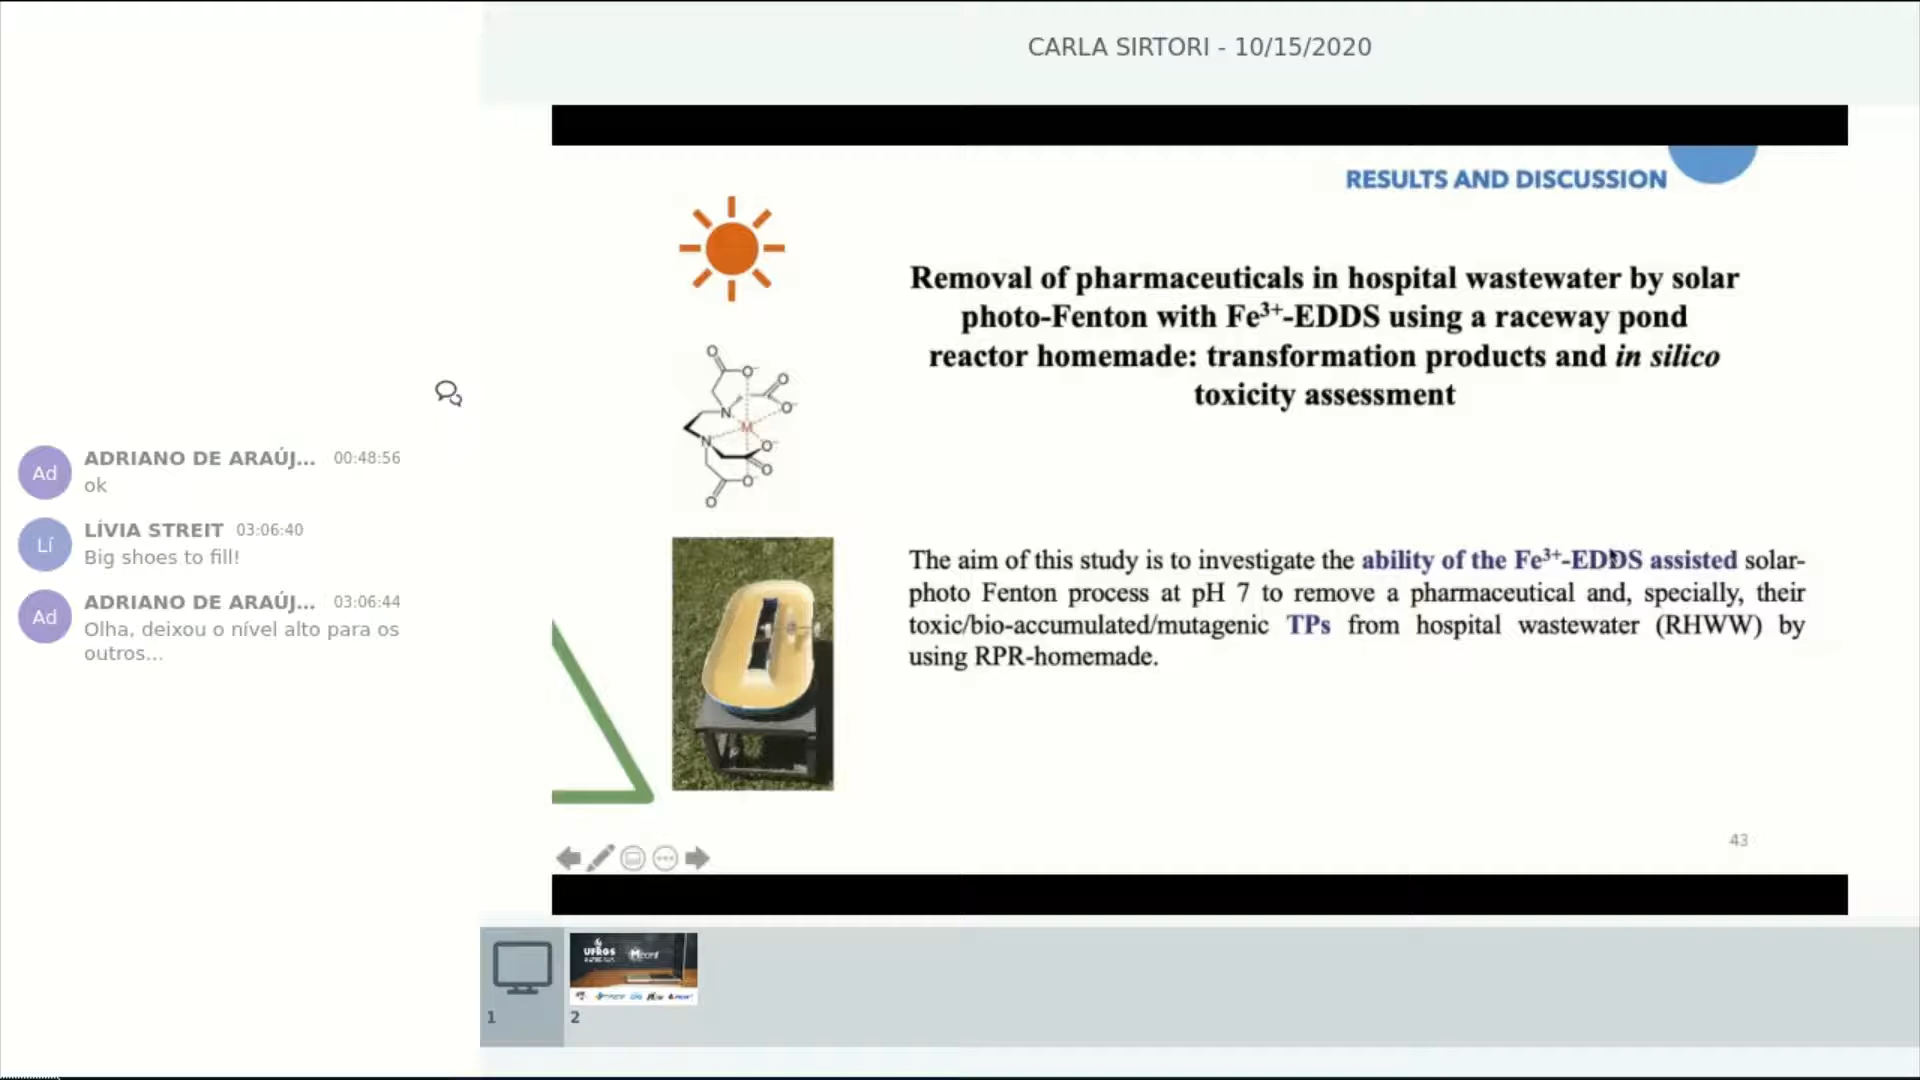 CARLA SIRTORI - 10/15/2020
RESULTS AND DISCUSSION
Removal of pharmaceuticals in hospital wastewater by solar
photo-Fenton with Fe³⁺-EDDS using a raceway pond
reactor homemade: transformation products and in silico
toxicity assessment
O
O⁻
O
O⁻
N
M
N
O⁻
O
O⁻
O
The aim of this study is to investigate the ability of the Fe³⁺-EDDS assisted solar-
photo Fenton process at pH 7 to remove a pharmaceutical and, specially, their
toxic/bio-accumulated/mutagenic TPs from hospital wastewater (RHWW) by
using RPR-homemade.
43
Ad
ADRIANO DE ARAÚJ... 00:48:56
ok
Lí
LÍVIA STREIT 03:06:40
Big shoes to fill!
Ad
ADRIANO DE ARAÚJ... 03:06:44
Olha, deixou o nível alto para os
outros...
UFRGS
Mconf
1
2